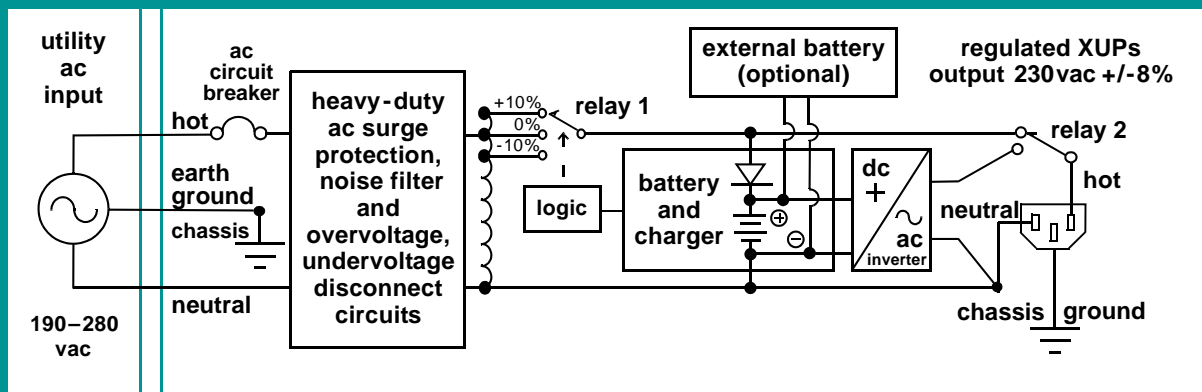 utility
ac
input
ac
circuit
breaker
hot
earth
ground
chassis
neutral
190–280
vac
heavy-duty
ac surge
protection,
noise filter
and
overvoltage,
undervoltage
disconnect
circuits
+10%
0%
-10%
relay 1
logic
external battery
(optional)
battery
and
charger
+
−
dc
+
ac
inverter
regulated XUPs
output 230vac +/-8%
relay 2
hot
neutral
chassis ground